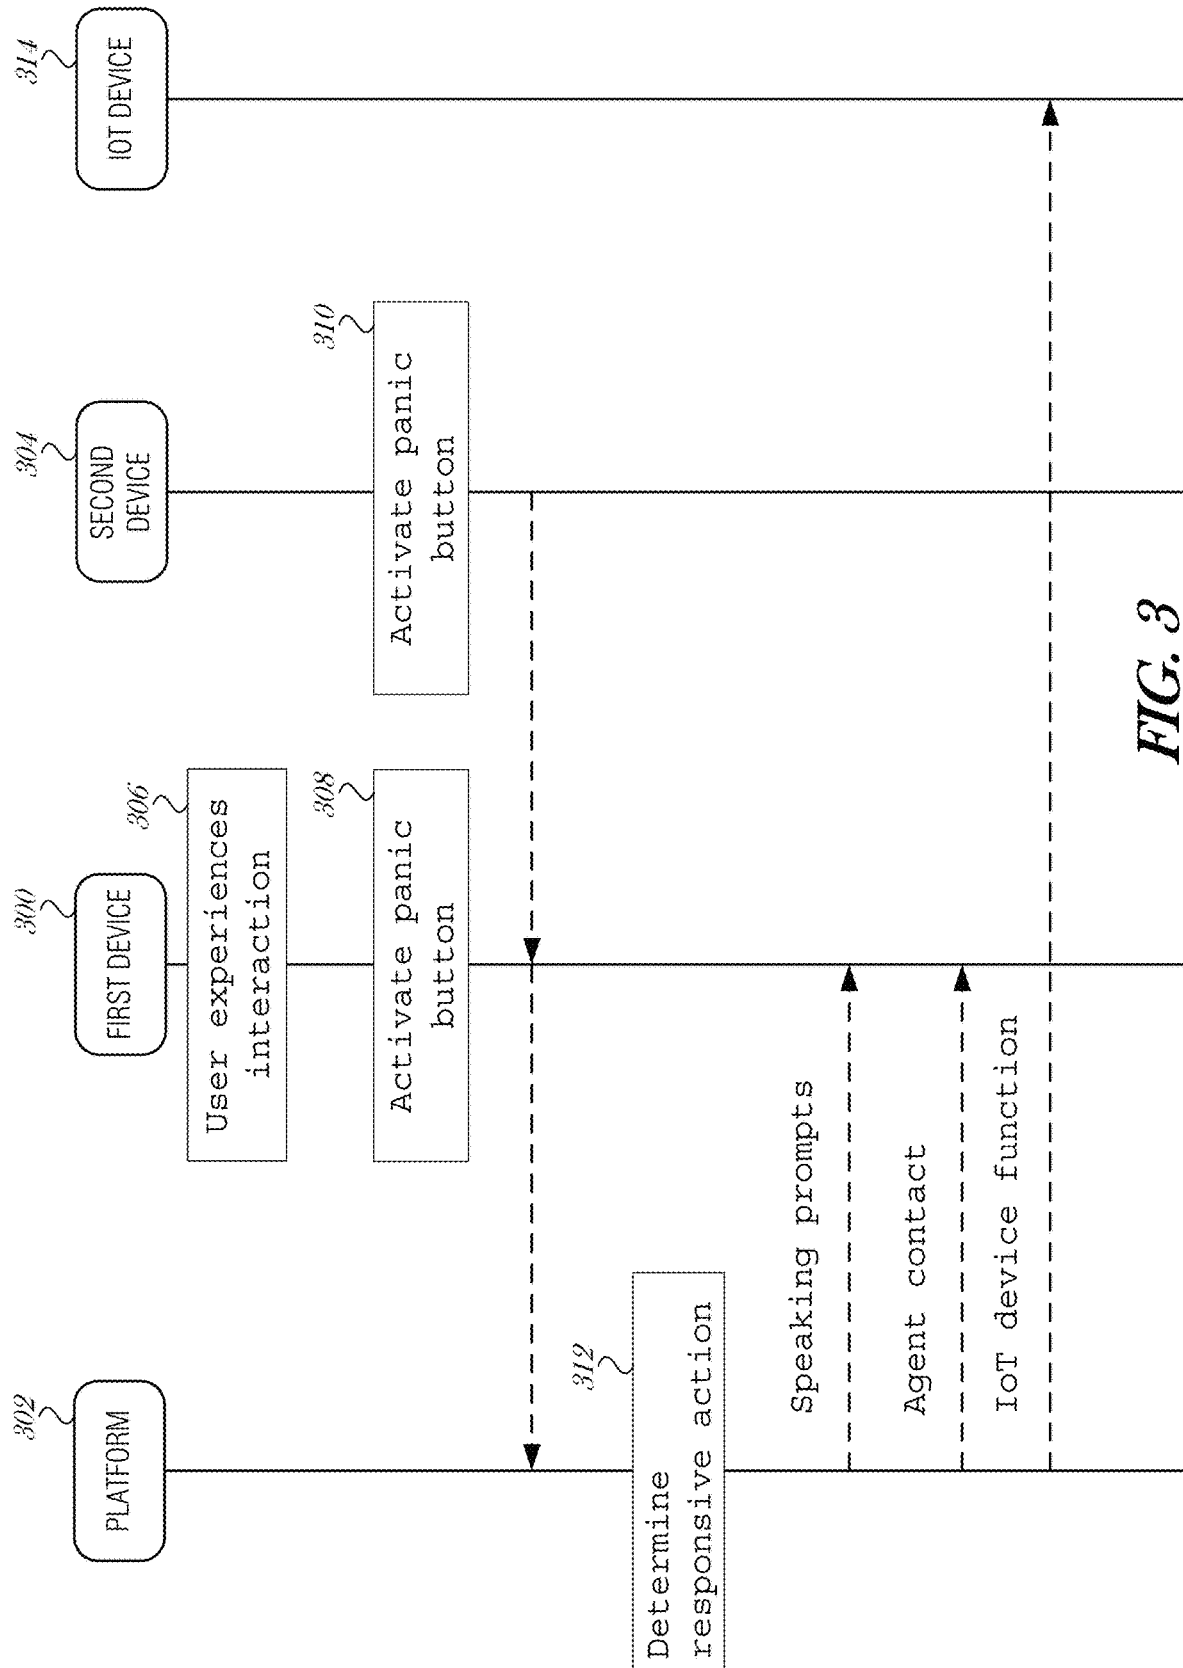 302
PLATFORM
300
FIRST DEVICE
304
SECOND
DEVICE
314
IOT DEVICE
306
User experiences
interaction
308
Activate panic
button
310
Activate panic
button
312
Determine
responsive action
Speaking prompts
Agent contact
IoT device function
FIG. 3